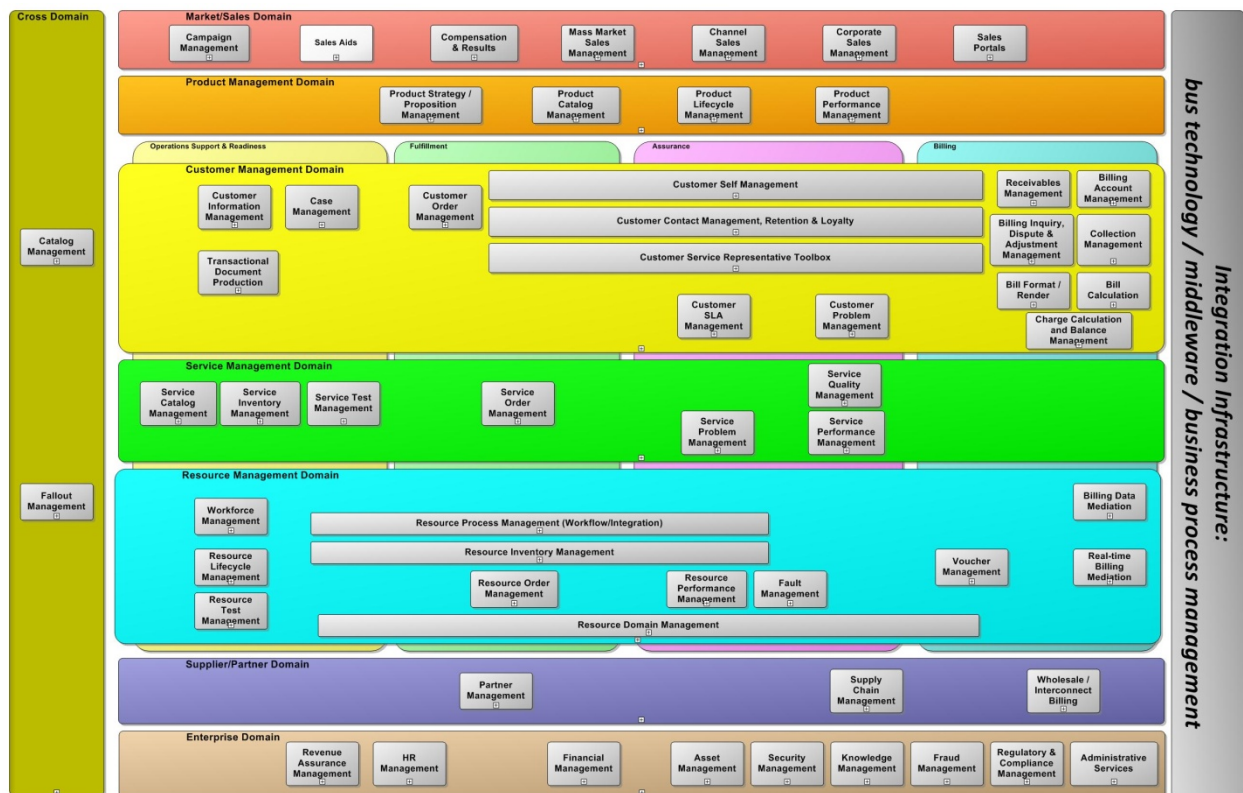 Cross Domain
Catalog
Management
Fallout
Management
Market/Sales Domain
Campaign
Management
Sales Aids
Compensation
& Results
Mass Market
Sales
Management
Channel
Sales
Management
Corporate
Sales
Management
Sales
Portals
Product Management Domain
Product Strategy /
Proposition
Management
Product
Catalog
Management
Product
Lifecycle
Management
Product
Performance
Management
Operations Support & Readiness
Fulfillment
Assurance
Billing
Customer Management Domain
Customer
Information
Management
Case
Management
Customer
Order
Management
Customer Self Management
Customer Contact Management, Retention & Loyalty
Customer Service Representative Toolbox
Receivables
Management
Billing
Account
Management
Billing Inquiry,
Dispute &
Adjustment
Management
Collection
Management
Transactional
Document
Production
Customer
SLA
Management
Customer
Problem
Management
Bill Format /
Render
Bill
Calculation
Charge Calculation
and Balance
Management
Service Management Domain
Service
Catalog
Management
Service
Inventory
Management
Service Test
Management
Service
Order
Management
Service
Quality
Management
Service
Problem
Management
Service
Performance
Management
Resource Management Domain
Workforce
Management
Resource Process Management (Workflow/Integration)
Billing Data
Mediation
Resource
Lifecycle
Management
Resource Inventory Management
Voucher
Management
Real-time
Billing
Mediation
Resource
Test
Management
Resource Order
Management
Resource
Performance
Management
Fault
Management
Resource Domain Management
Supplier/Partner Domain
Partner
Management
Supply
Chain
Management
Wholesale /
Interconnect
Billing
Enterprise Domain
Revenue
Assurance
Management
HR
Management
Financial
Management
Asset
Management
Security
Management
Knowledge
Management
Fraud
Management
Regulatory &
Compliance
Management
Administrative
Services
Integration Infrastructure:
bus technology / middleware / business process management